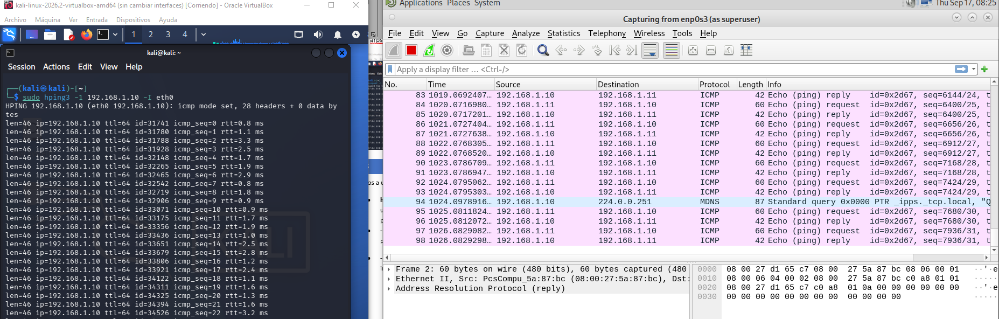 kali-linux-2026.2-virtualbox-amd64 (sin cambiar interfaces) [Corriendo] - Oracle VirtualBox
Archivo Máquina Ver Entrada Dispositivos Ayuda
1 2 3 4
kali@kali: ~
Session Actions Edit View Help
┌──(kali㉿kali)-[~]
└─$ sudo hping3 -1 192.168.1.10 -I eth0
HPING 192.168.1.10 (eth0 192.168.1.10): icmp mode set, 28 headers + 0 data by
tes
len=46 ip=192.168.1.10 ttl=64 id=31741 icmp_seq=0 rtt=0.8 ms
len=46 ip=192.168.1.10 ttl=64 id=31780 icmp_seq=1 rtt=1.1 ms
len=46 ip=192.168.1.10 ttl=64 id=31788 icmp_seq=2 rtt=3.3 ms
len=46 ip=192.168.1.10 ttl=64 id=31928 icmp_seq=3 rtt=2.5 ms
len=46 ip=192.168.1.10 ttl=64 id=32148 icmp_seq=4 rtt=1.7 ms
len=46 ip=192.168.1.10 ttl=64 id=32265 icmp_seq=5 rtt=1.9 ms
len=46 ip=192.168.1.10 ttl=64 id=32465 icmp_seq=6 rtt=2.9 ms
len=46 ip=192.168.1.10 ttl=64 id=32542 icmp_seq=7 rtt=0.8 ms
len=46 ip=192.168.1.10 ttl=64 id=32719 icmp_seq=8 rtt=1.8 ms
len=46 ip=192.168.1.10 ttl=64 id=32906 icmp_seq=9 rtt=0.9 ms
len=46 ip=192.168.1.10 ttl=64 id=33071 icmp_seq=10 rtt=0.9 ms
len=46 ip=192.168.1.10 ttl=64 id=33175 icmp_seq=11 rtt=1.7 ms
len=46 ip=192.168.1.10 ttl=64 id=33356 icmp_seq=12 rtt=1.9 ms
len=46 ip=192.168.1.10 ttl=64 id=33436 icmp_seq=13 rtt=1.0 ms
len=46 ip=192.168.1.10 ttl=64 id=33651 icmp_seq=14 rtt=2.5 ms
len=46 ip=192.168.1.10 ttl=64 id=33679 icmp_seq=15 rtt=2.8 ms
len=46 ip=192.168.1.10 ttl=64 id=33806 icmp_seq=16 rtt=1.2 ms
len=46 ip=192.168.1.10 ttl=64 id=33921 icmp_seq=17 rtt=2.4 ms
len=46 ip=192.168.1.10 ttl=64 id=34122 icmp_seq=18 rtt=1.1 ms
len=46 ip=192.168.1.10 ttl=64 id=34311 icmp_seq=19 rtt=1.6 ms
len=46 ip=192.168.1.10 ttl=64 id=34325 icmp_seq=20 rtt=1.3 ms
len=46 ip=192.168.1.10 ttl=64 id=34394 icmp_seq=21 rtt=1.6 ms
len=46 ip=192.168.1.10 ttl=64 id=34526 icmp_seq=22 rtt=3.2 ms
Applications Places System Thu Sep 17, 08:25
Capturing from enp0s3 (as superuser)
File Edit View Go Capture Analyze Statistics Telephony Wireless Tools Help
Apply a display filter … <Ctrl-/>
No. Time Source Destination Protocol Length Info
83 1019.0692407… 192.168.1.10 192.168.1.11 ICMP 42 Echo (ping) reply id=0x2d67, seq=6144/24, t
84 1020.0716980… 192.168.1.11 192.168.1.10 ICMP 60 Echo (ping) request id=0x2d67, seq=6400/25, t
85 1020.0717201… 192.168.1.10 192.168.1.11 ICMP 42 Echo (ping) reply id=0x2d67, seq=6400/25, t
86 1021.0727404… 192.168.1.11 192.168.1.10 ICMP 60 Echo (ping) request id=0x2d67, seq=6656/26, t
87 1021.0727638… 192.168.1.10 192.168.1.11 ICMP 42 Echo (ping) reply id=0x2d67, seq=6656/26, t
88 1022.0768305… 192.168.1.11 192.168.1.10 ICMP 60 Echo (ping) request id=0x2d67, seq=6912/27, t
89 1022.0768520… 192.168.1.10 192.168.1.11 ICMP 42 Echo (ping) reply id=0x2d67, seq=6912/27, t
90 1023.0786709… 192.168.1.11 192.168.1.10 ICMP 60 Echo (ping) request id=0x2d67, seq=7168/28, t
91 1023.0786947… 192.168.1.10 192.168.1.11 ICMP 42 Echo (ping) reply id=0x2d67, seq=7168/28, t
92 1024.0795062… 192.168.1.11 192.168.1.10 ICMP 60 Echo (ping) request id=0x2d67, seq=7424/29, t
93 1024.0795303… 192.168.1.10 192.168.1.11 ICMP 42 Echo (ping) reply id=0x2d67, seq=7424/29, t
94 1024.0978916… 192.168.1.10 224.0.0.251 MDNS 87 Standard query 0x0000 PTR _ipps._tcp.local, "Q
95 1025.0811824… 192.168.1.11 192.168.1.10 ICMP 60 Echo (ping) request id=0x2d67, seq=7680/30, t
96 1025.0812072… 192.168.1.10 192.168.1.11 ICMP 42 Echo (ping) reply id=0x2d67, seq=7680/30, t
97 1026.0829082… 192.168.1.11 192.168.1.10 ICMP 60 Echo (ping) request id=0x2d67, seq=7936/31, t
98 1026.0829298… 192.168.1.10 192.168.1.11 ICMP 42 Echo (ping) reply id=0x2d67, seq=7936/31, t
Frame 2: 60 bytes on wire (480 bits), 60 bytes captured (480
Ethernet II, Src: PcsCompu_5a:87:bc (08:00:27:5a:87:bc), Dst:
Address Resolution Protocol (reply)
0000 08 00 27 d1 65 c7 08 00 27 5a 87 bc 08 06 00 01 ··'·e
0010 08 00 06 04 00 02 08 00 27 5a 87 bc c0 a8 01 01 ·····
0020 08 00 27 d1 65 c7 c0 a8 01 0a 00 00 00 00 00 00 ··'·e
0030 00 00 00 00 00 00 00 00 00 00 00 00 ·····